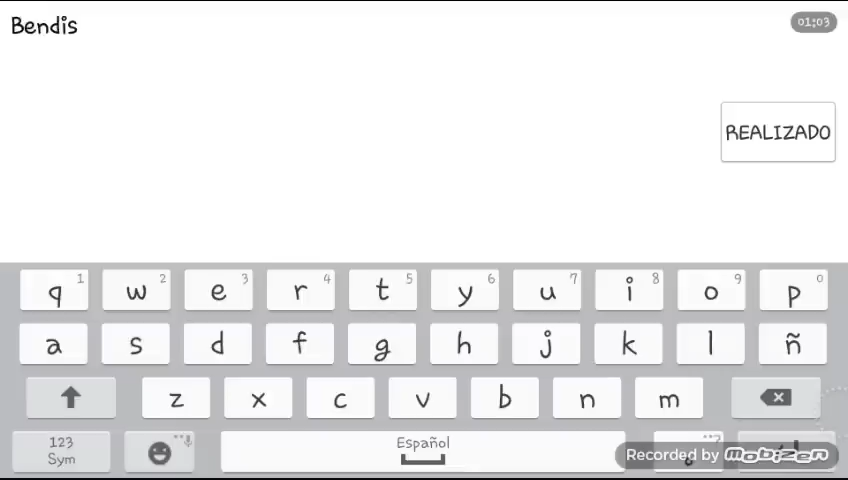 Bendis
01:03
REALIZADO
q 1 w 2 e 3 r 4 t 5 y 6 u 7 i 8 o 9 p 0
a s d f g h j k l ñ
z x c v b n m
123
Sym
Español
Recorded by mobizen